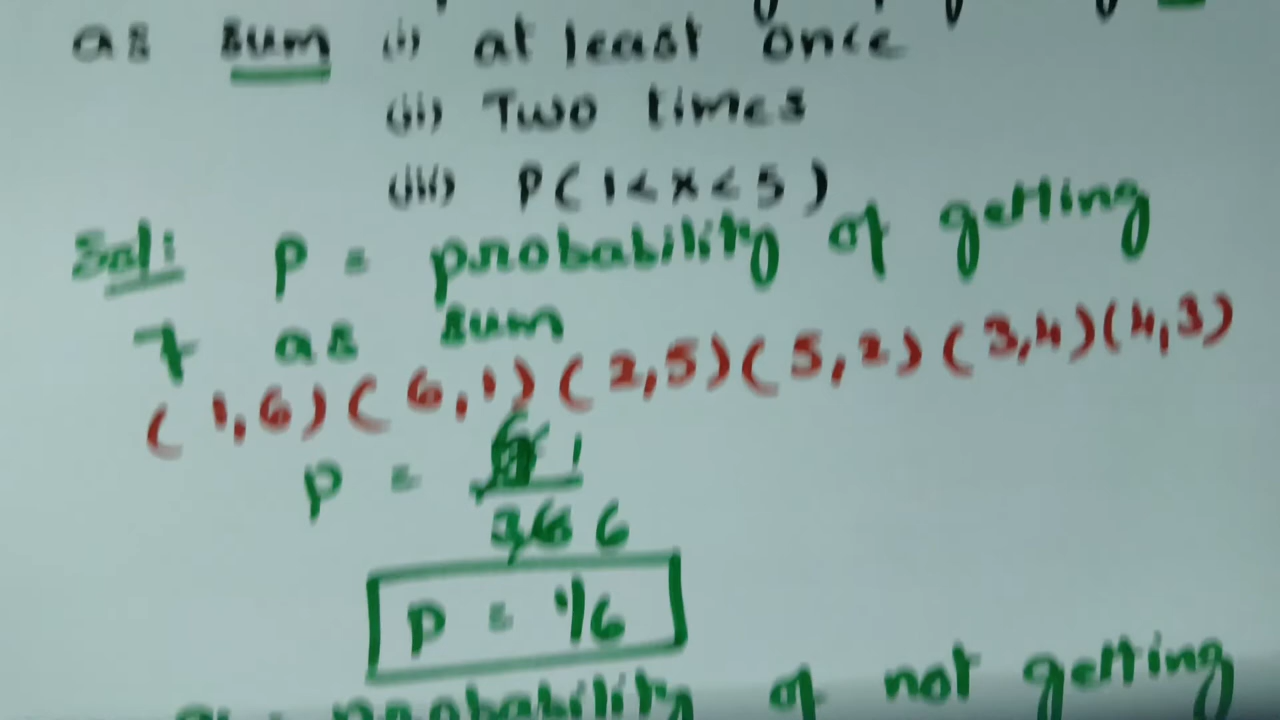 as sum (i) at least once
(ii) Two times
(iii) P(1<x<5)
Sol: P = probability of getting
7 as sum
(1,6)(6,1)(2,5)(5,2)(3,4)(4,3)
P = 6 1
36 6
P = 1/6
probability of not getting